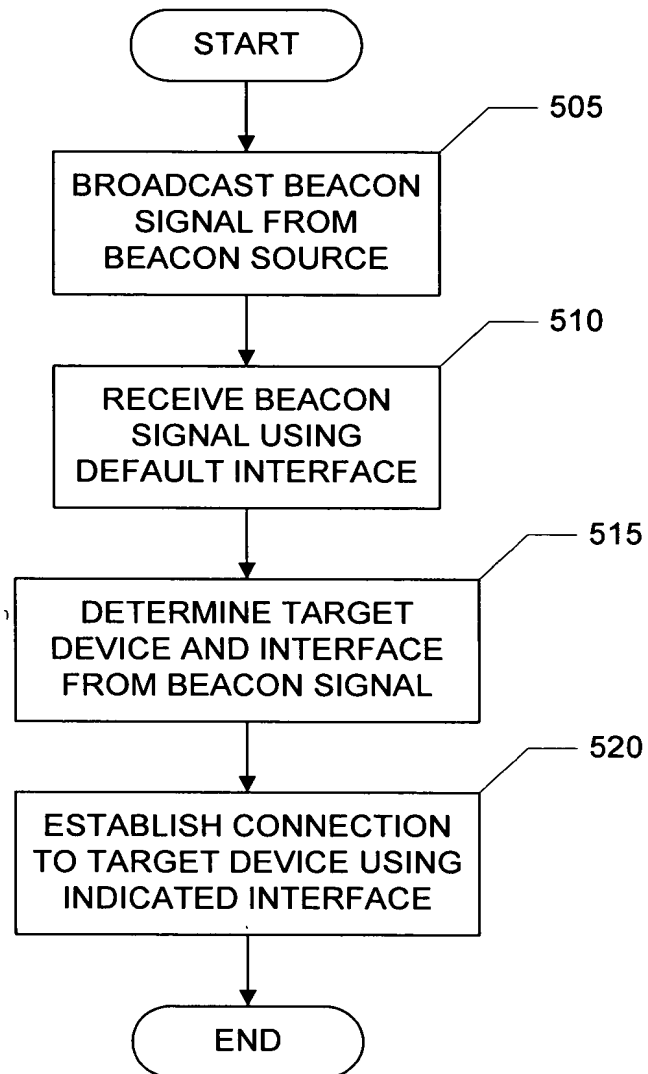 START
505
BROADCAST BEACON
SIGNAL FROM
BEACON SOURCE
510
RECEIVE BEACON
SIGNAL USING
DEFAULT INTERFACE
515
DETERMINE TARGET
DEVICE AND INTERFACE
FROM BEACON SIGNAL
520
ESTABLISH CONNECTION
TO TARGET DEVICE USING
INDICATED INTERFACE
END